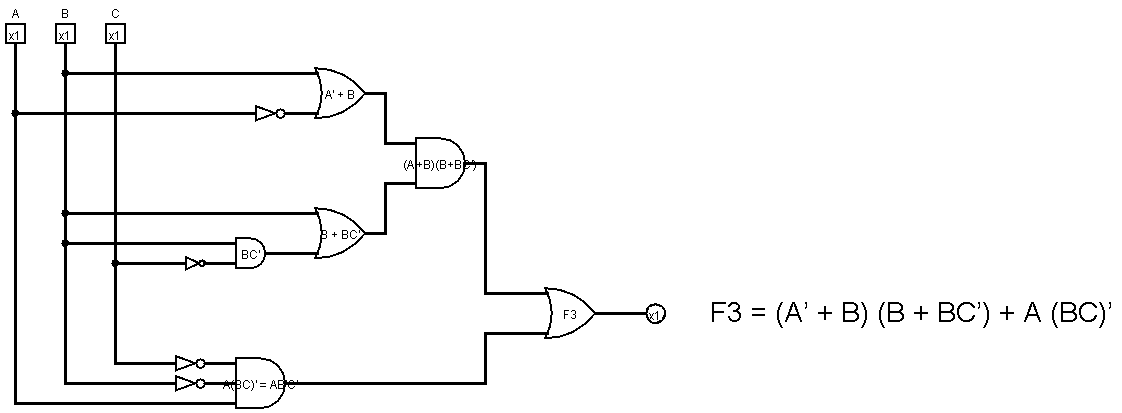 A B C
x1 x1 x1
A' + B
(A+B)(B+BC')
B + BC'
BC'
F3
x1
F3 = (A’ + B) (B + BC’) + A (BC)’
A(BC)' = AB'C'